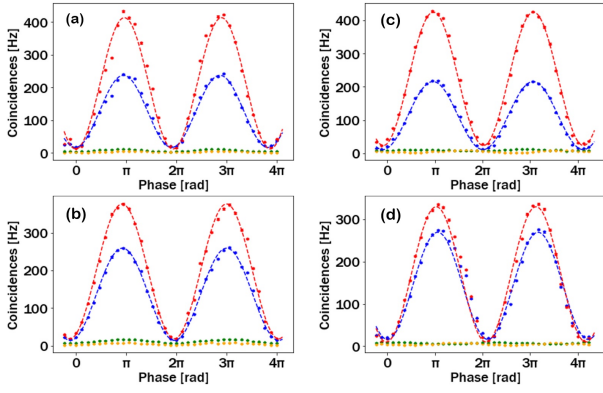 (a)
Coincidences [Hz]
400
300
200
100
0
0 π 2π 3π 4π
Phase [rad]
(c)
Coincidences [Hz]
400
300
200
100
0
0 π 2π 3π 4π
Phase [rad]
(b)
Coincidences [Hz]
300
200
100
0
0 π 2π 3π 4π
Phase [rad]
(d)
Coincidences [Hz]
300
200
100
0
0 π 2π 3π 4π
Phase [rad]